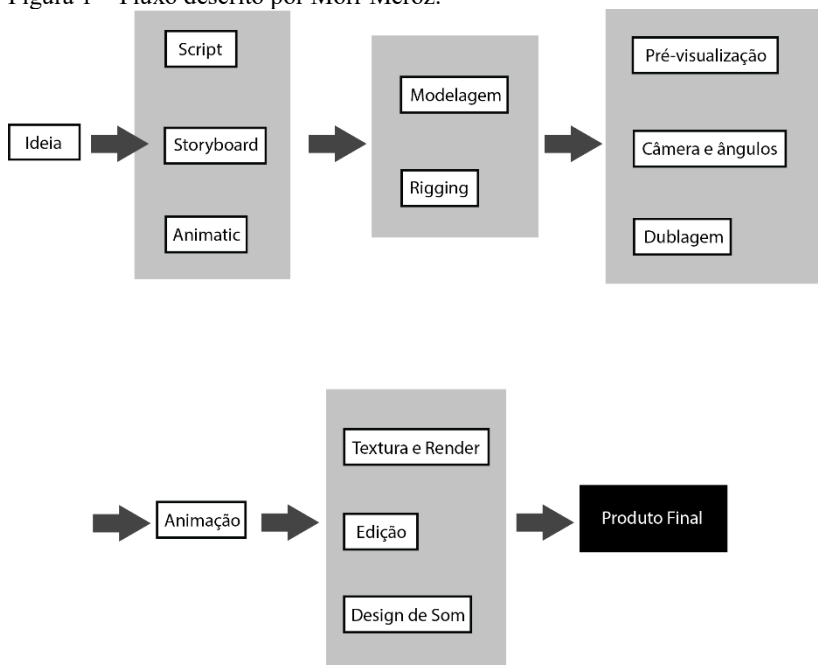 Figura 1 – Fluxo descrito por Mori Meroz.
Ideia
Script
Storyboard
Animatic
Modelagem
Rigging
Pré-visualização
Câmera e ângulos
Dublagem
Animação
Textura e Render
Edição
Design de Som
Produto Final